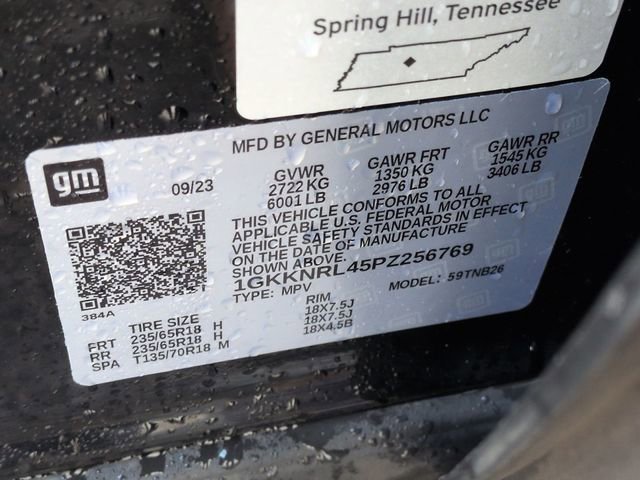 Spring Hill, Tennessee
MFD BY GENERAL MOTORS LLC
gm
09/23
GVWR GAWR FRT GAWR RR
2722 KG 1350 KG 1545 KG
6001 LB 2976 LB 3406 LB
THIS VEHICLE CONFORMS TO ALL
APPLICABLE U.S. FEDERAL MOTOR
VEHICLE SAFETY STANDARDS IN EFFECT
ON THE DATE OF MANUFACTURE
SHOWN ABOVE.
1GKKNRL45PZ256769
TYPE: MPV MODEL: 59TNB26
384A
TIRE SIZE RIM
FRT 235/65R18 H 18X7.5J
RR 235/65R18 H 18X7.5J
SPA T135/70R18 M 18X4.5B